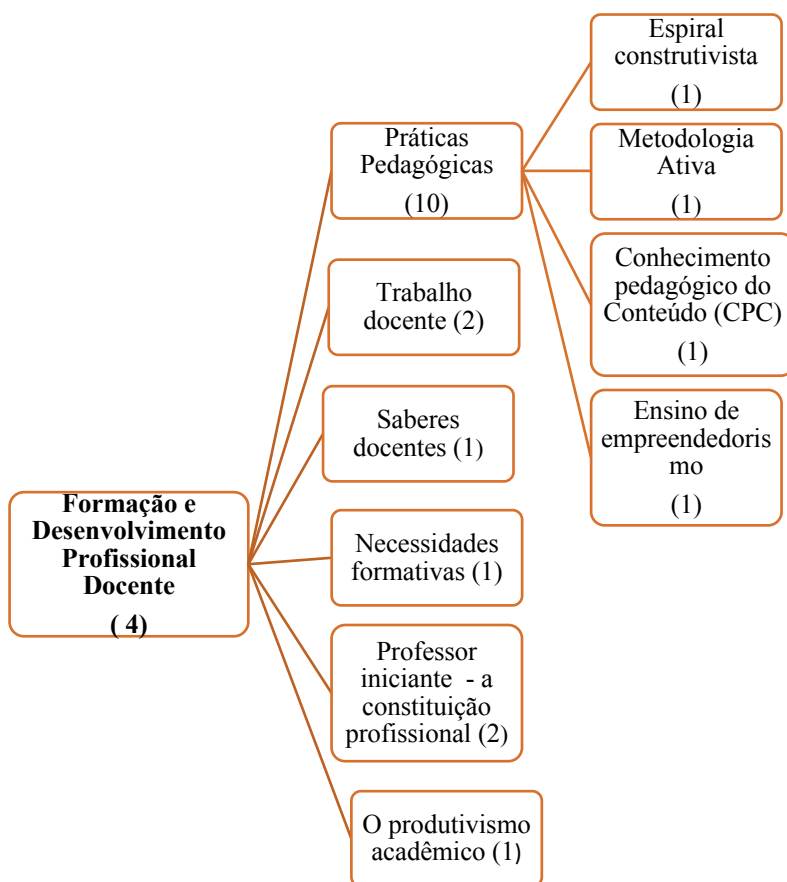 Formação e
Desenvolvimento
Profissional
Docente
( 4)
Práticas
Pedagógicas
(10)
Espiral
construtivista
(1)
Metodologia
Ativa
(1)
Conhecimento
pedagógico do
Conteúdo (CPC)
(1)
Ensino de
empreendedoris
mo
(1)
Trabalho
docente (2)
Saberes
docentes (1)
Necessidades
formativas (1)
Professor
iniciante - a
constituição
profissional (2)
O produtivismo
acadêmico (1)